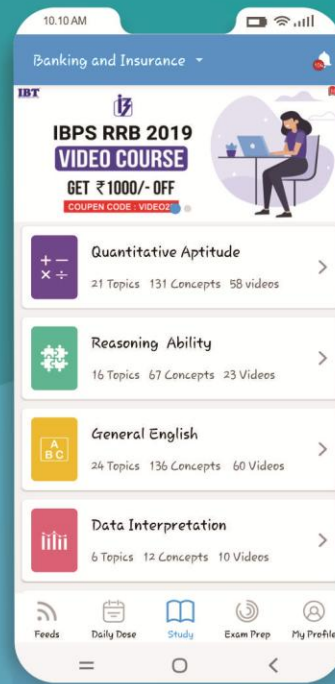 10.10 AM
Banking and Insurance
IBT
IBPS RRB 2019
VIDEO COURSE
GET ₹1000/- OFF
COUPEN CODE : VIDEO2
+ −
× ÷
Quantitative Aptitude
21 Topics 131 Concepts 58 videos
Reasoning Ability
16 Topics 67 Concepts 23 Videos
A
B C
General English
24 Topics 136 Concepts 60 Videos
Data Interpretation
6 Topics 12 Concepts 10 Videos
Feeds Daily Dose Study Exam Prep My Profile